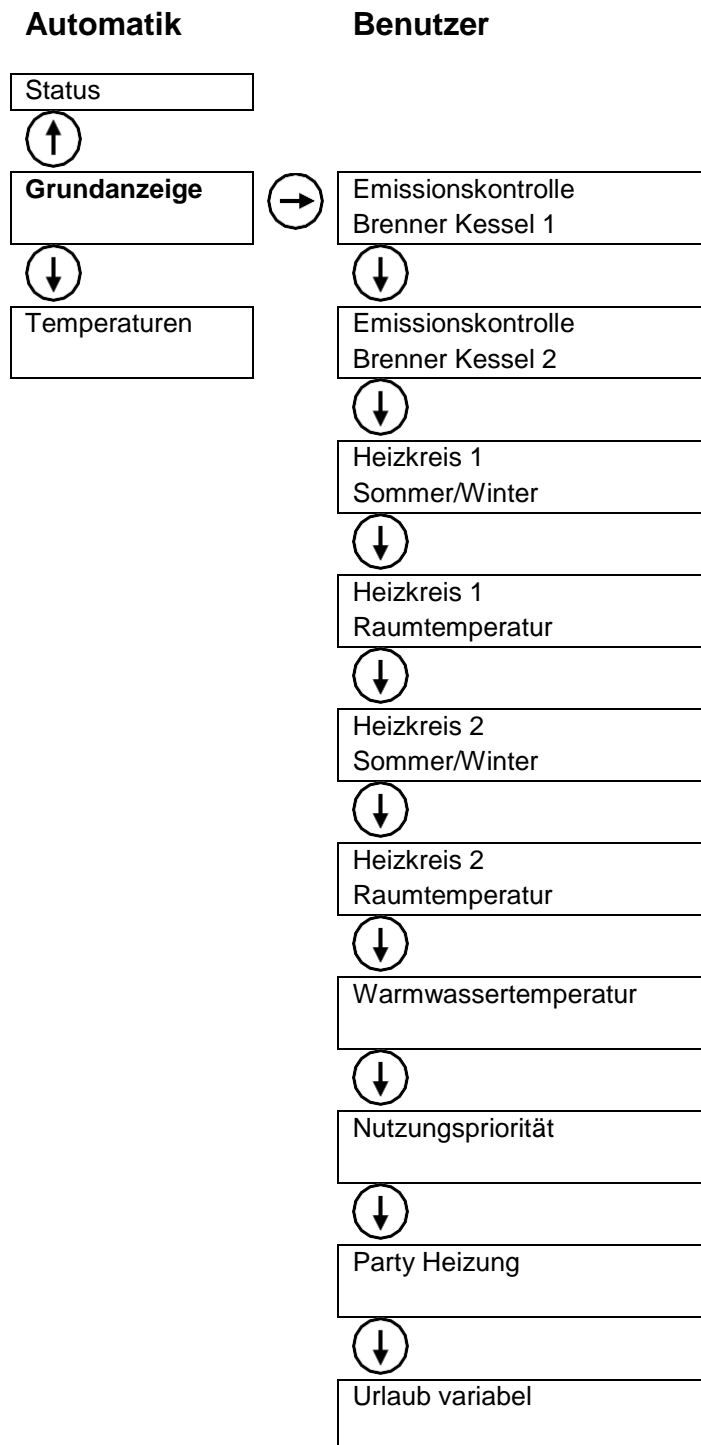 Automatik Benutzer
Status
Grundanzeige
Temperaturen
Emissionskontrolle
Brenner Kessel 1
Emissionskontrolle
Brenner Kessel 2
Heizkreis 1
Sommer/Winter
Heizkreis 1
Raumtemperatur
Heizkreis 2
Sommer/Winter
Heizkreis 2
Raumtemperatur
Warmwassertemperatur
Nutzungspriorität
Party Heizung
Urlaub variabel